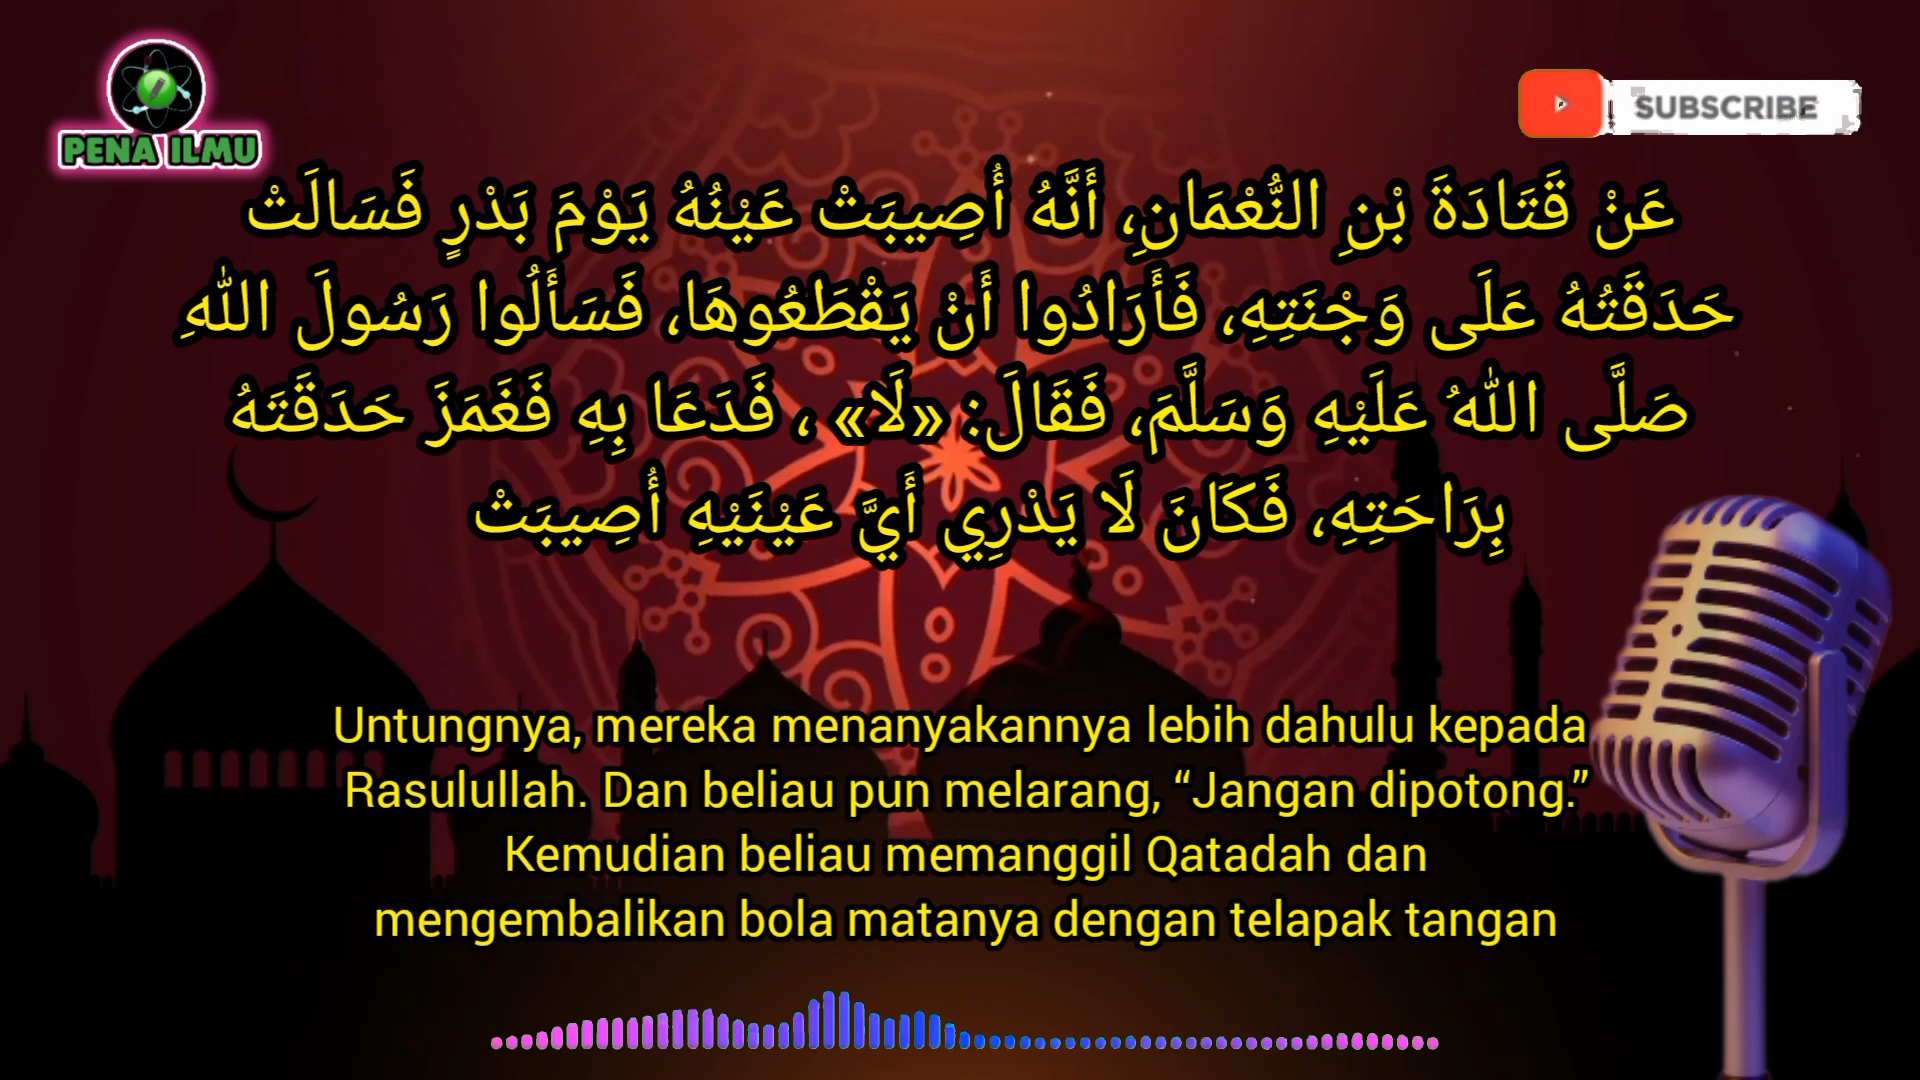 PENA ILMU
SUBSCRIBE
عَنْ قَتَادَةَ بْنِ النُّعْمَانِ، أَنَّهُ أُصِيبَتْ عَيْنُهُ يَوْمَ بَدْرٍ فَسَالَتْ
حَدَقَتُهُ عَلَى وَجْنَتِهِ، فَأَرَادُوا أَنْ يَقْطَعُوهَا، فَسَأَلُوا رَسُولَ اللهِ
صَلَّى اللهُ عَلَيْهِ وَسَلَّمَ، فَقَالَ: «لَا» ، فَدَعَا بِهِ فَغَمَزَ حَدَقَتَهُ
بِرَاحَتِهِ، فَكَانَ لَا يَدْرِي أَيَّ عَيْنَيْهِ أُصِيبَتْ
Untungnya, mereka menanyakannya lebih dahulu kepada
Rasulullah. Dan beliau pun melarang, “Jangan dipotong.”
Kemudian beliau memanggil Qatadah dan
mengembalikan bola matanya dengan telapak tangan